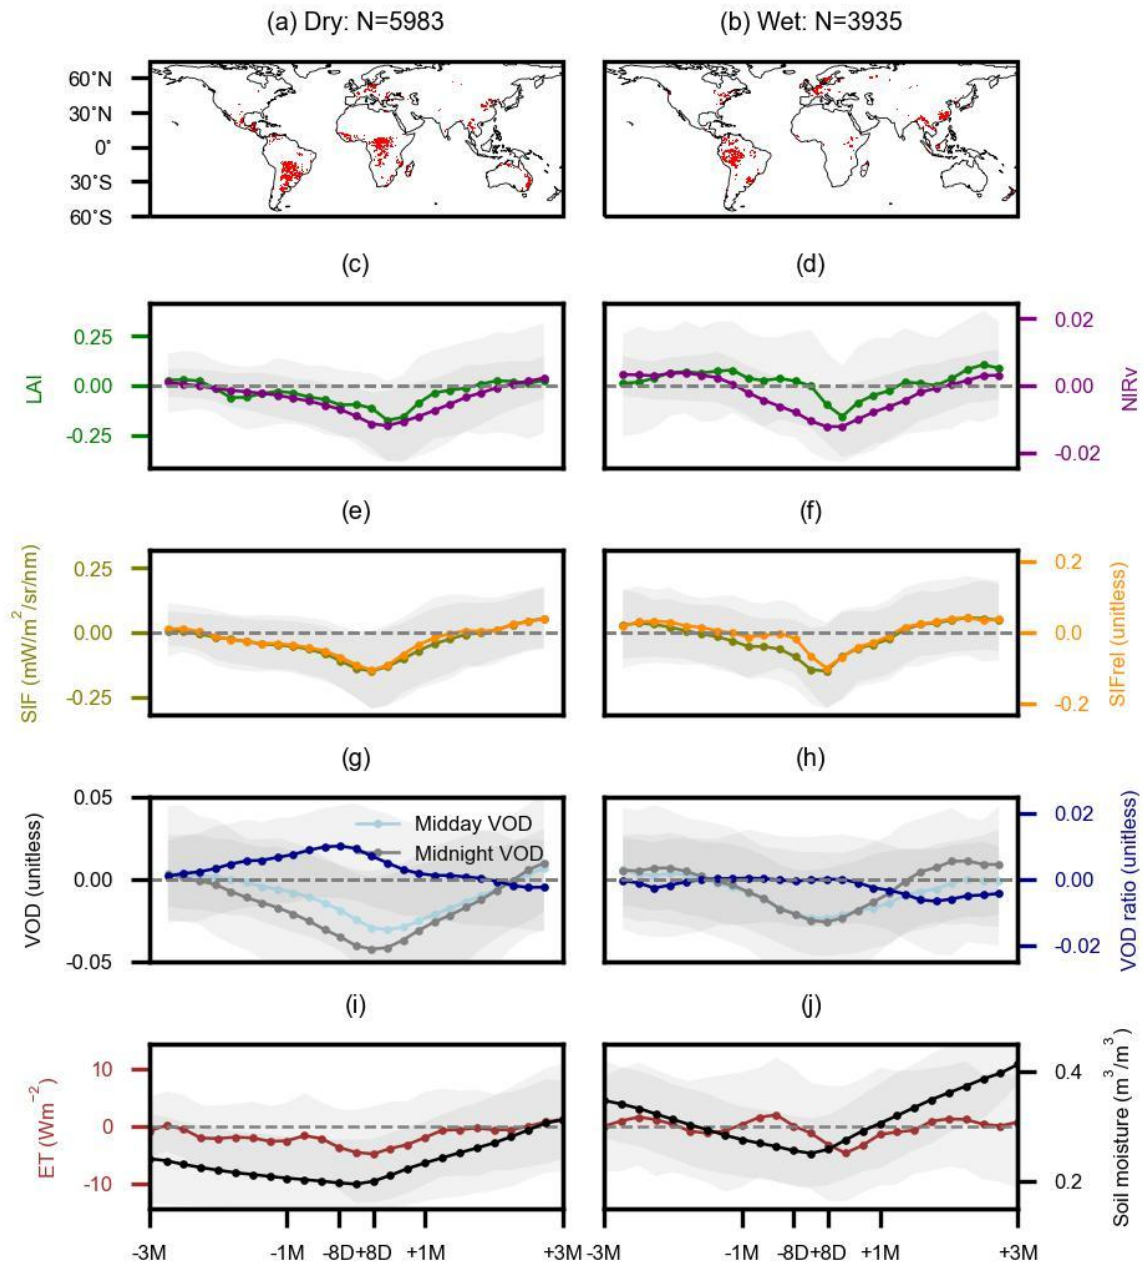 (a) Dry: N=5983
(b) Wet: N=3935
60°N
30°N
0°
30°S
60°S
(c)
(d)
LAI
0.25
0.00
-0.25
0.02
0.00
-0.02
NIRv
(e)
(f)
SIF (mW/m²/sr/nm)
0.25
0.00
-0.25
0.2
0.0
-0.2
SIFrel (unitless)
(g)
(h)
VOD (unitless)
0.05
0.00
-0.05
Midday VOD
Midnight VOD
0.02
0.00
-0.02
VOD ratio (unitless)
(i)
(j)
ET (Wm⁻²)
10
0
-10
0.4
0.2
Soil moisture (m³/m³)
-3M -1M -8D +8D +1M +3M
-3M -1M -8D +8D +1M +3M